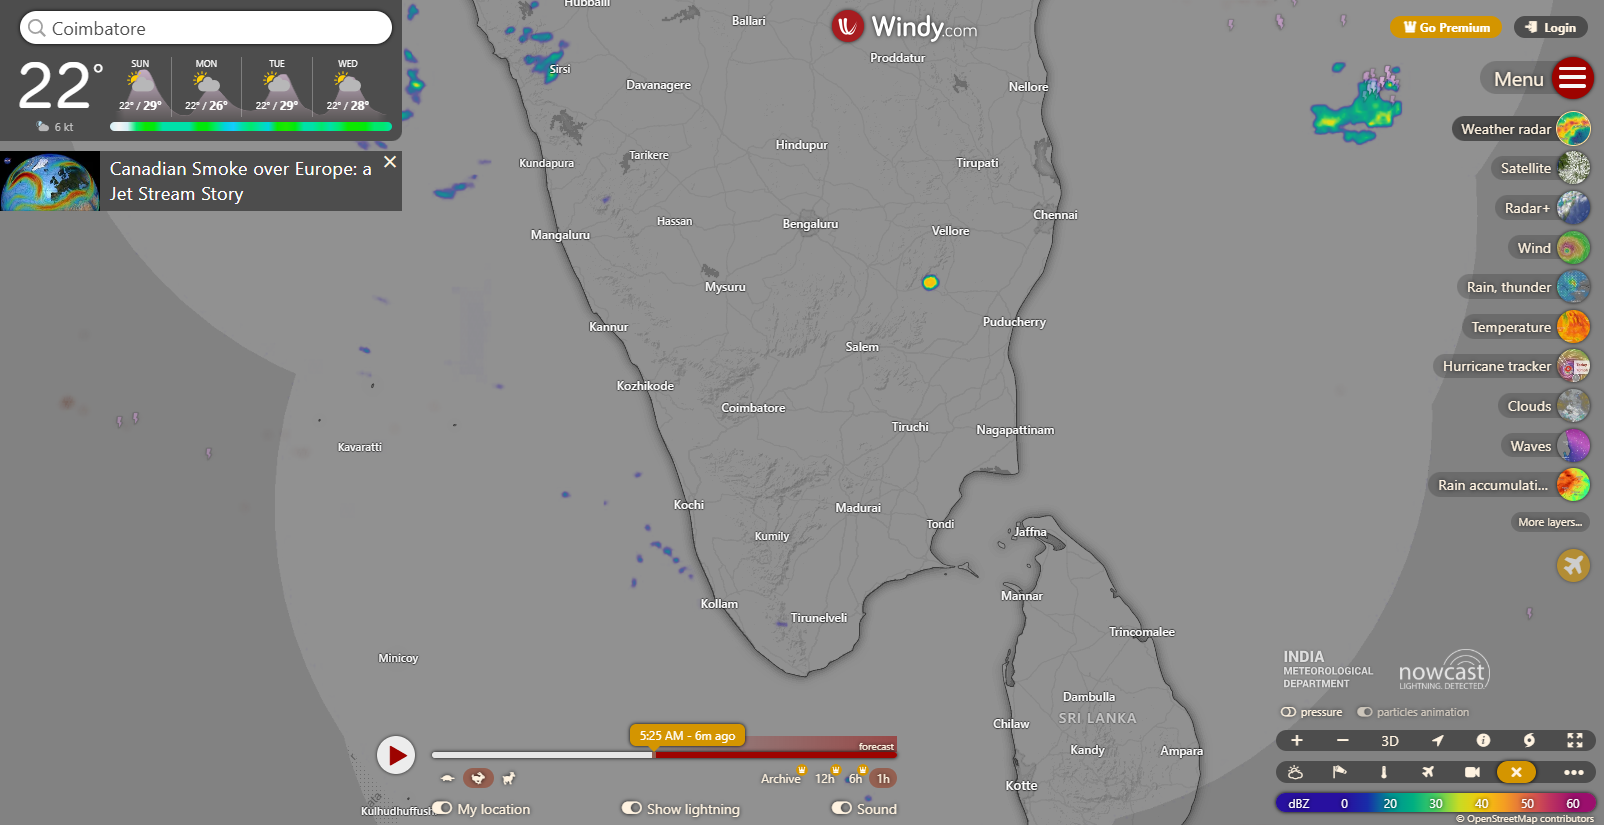 Coimbatore
22°
6 kt
SUN MON TUE WED
22° / 29° 22° / 26° 22° / 29° 22° / 28°
Canadian Smoke over Europe: a
Jet Stream Story
Windy.com
Go Premium
Login
Menu
Weather radar
Satellite
Radar+
Wind
Rain, thunder
Temperature
Hurricane tracker
Clouds
Waves
Rain accumulati...
More layers...
Hubballi
Ballari
Proddatur
Sirsi
Davanagere
Nellore
Hindupur
Tarikere
Kundapura
Tirupati
Chennai
Hassan
Bengaluru
Vellore
Mangaluru
Mysuru
Kannur
Puducherry
Salem
Kozhikode
Coimbatore
Tiruchi
Nagapattinam
Kavaratti
Kochi
Madurai
Tondi
Jaffna
Kumily
Mannar
Kollam
Tirunelveli
Trincomalee
Minicoy
Dambulla
SRI LANKA
Chilaw
Kandy
Ampara
Kotte
Kulhudhuffush
5:25 AM - 6m ago
forecast
Archive 12h 6h 1h
My location
Show lightning
Sound
INDIA
METEOROLOGICAL
DEPARTMENT
nowcast
LIGHTNING. DETECTED.
pressure
particles animation
+ − 3D
dBZ 0 20 30 40 50 60
© OpenStreetMap contributors